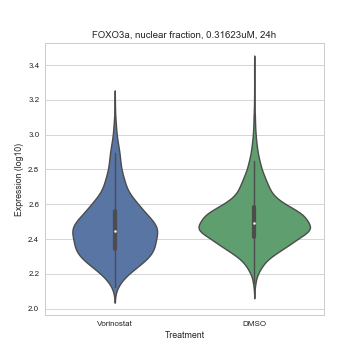 FOXO3a, nuclear fraction, 0.31623uM, 24h
Expression (log10)
3.4
3.2
3.0
2.8
2.6
2.4
2.2
2.0
Vorinostat
DMSO
Treatment